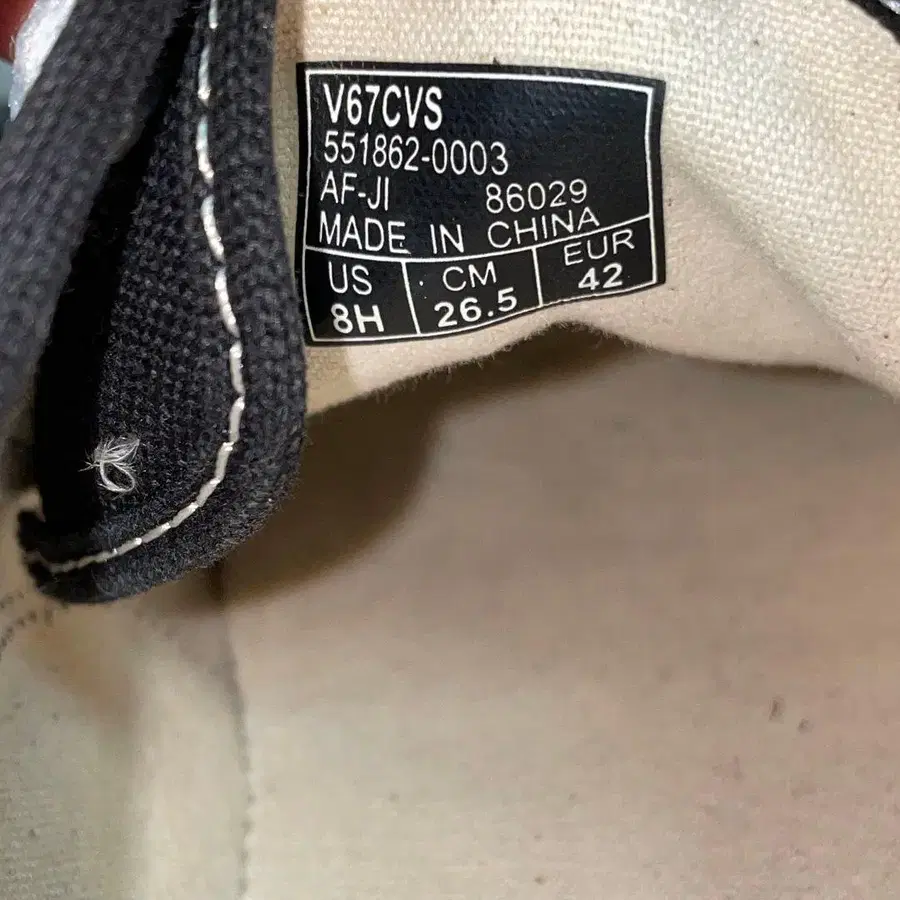 V67CVS
551862-0003
AF-JI 86029
MADE IN CHINA
US CM EUR
8H 26.5 42